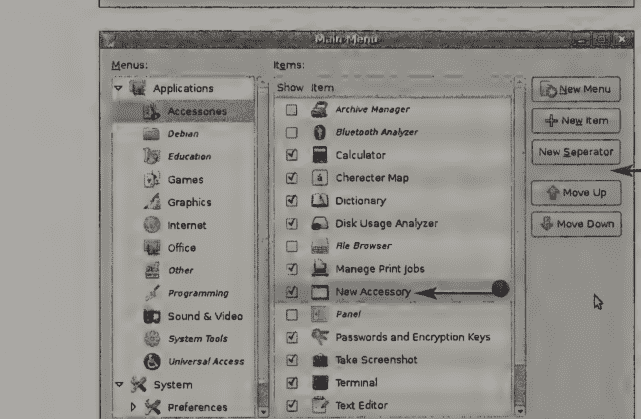 Main Menu
Menus:
Items:
Applications
Accessories
Debian
Education
Games
Graphics
Internet
Office
Other
Programming
Sound & Video
System Tools
Universal Access
System
Preferences
Show Item
Archive Manager
Bluetooth Analyzer
Calculator
Cherecter Map
Dictionary
Disk Usage Analyzer
File Browser
Manage Print Jobs
New Accessory
Panel
Passwords and Encryption Keys
Take Screenshot
Terminal
Text Editor
New Menu
New Item
New Seperator
Move Up
Move Down